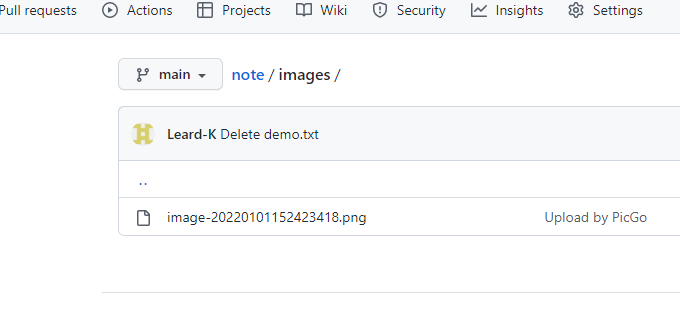 Pull requests Actions Projects Wiki Security Insights Settings
main note / images /
Leard-K Delete demo.txt
..
image-20220101152423418.png Upload by PicGo